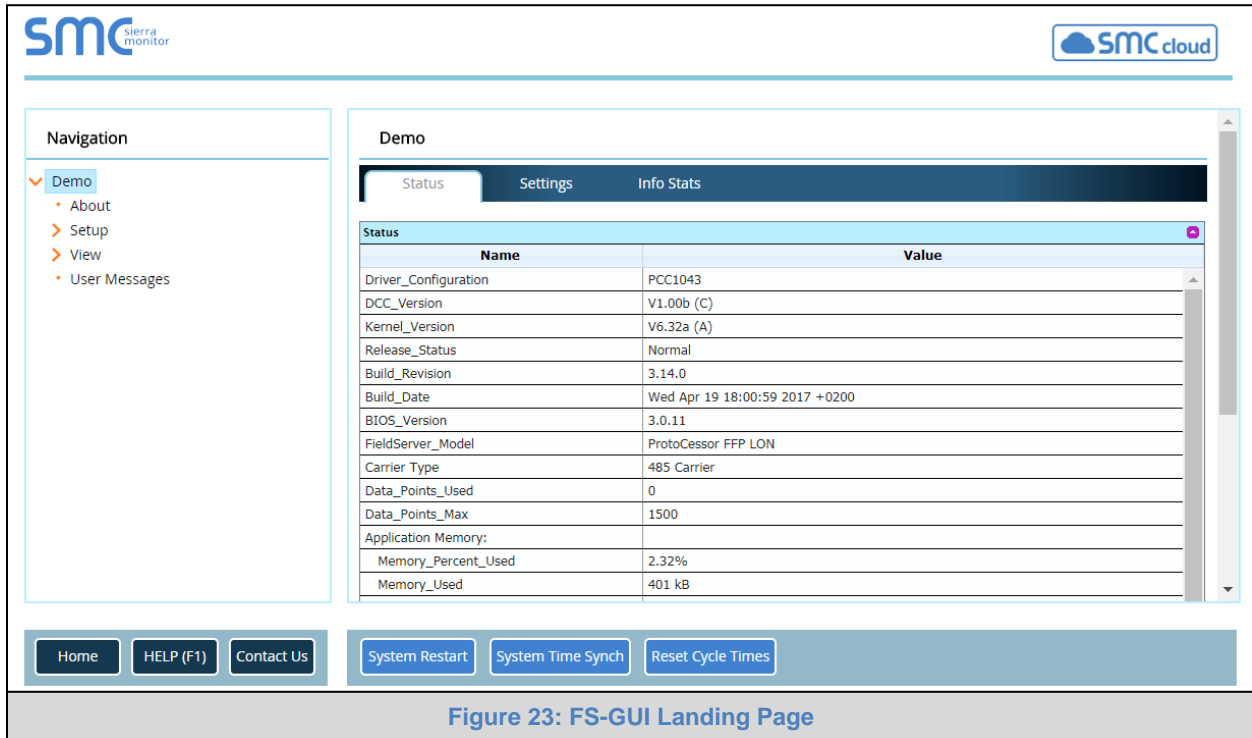 SMC sierra monitor
SMC cloud
Navigation
Demo
About
Setup
View
User Messages
Demo
Status Settings Info Stats
Status
Name Value
Driver_Configuration PCC1043
DCC_Version V1.00b (C)
Kernel_Version V6.32a (A)
Release_Status Normal
Build_Revision 3.14.0
Build_Date Wed Apr 19 18:00:59 2017 +0200
BIOS_Version 3.0.11
FieldServer_Model ProtoCessor FFP LON
Carrier Type 485 Carrier
Data_Points_Used 0
Data_Points_Max 1500
Application Memory:
Memory_Percent_Used 2.32%
Memory_Used 401 kB
Home HELP (F1) Contact Us
System Restart System Time Synch Reset Cycle Times
Figure 23: FS-GUI Landing Page